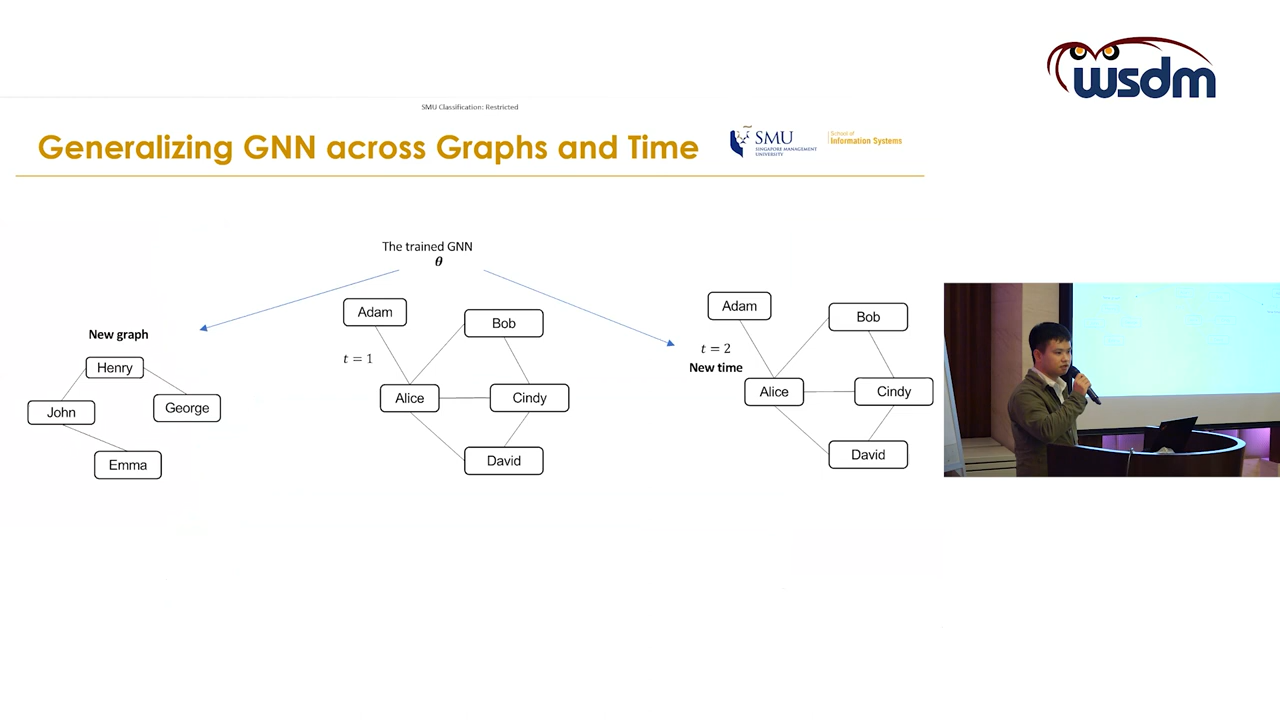 wsdm
SMU Classification: Restricted
Generalizing GNN across Graphs and Time
SMU
SINGAPORE MANAGEMENT
UNIVERSITY
School of
Information Systems
The trained GNN
θ
New graph
Henry
John
George
Emma
Adam
Bob
t = 1
Alice
Cindy
David
Adam
Bob
t = 2
New time
Alice
Cindy
David